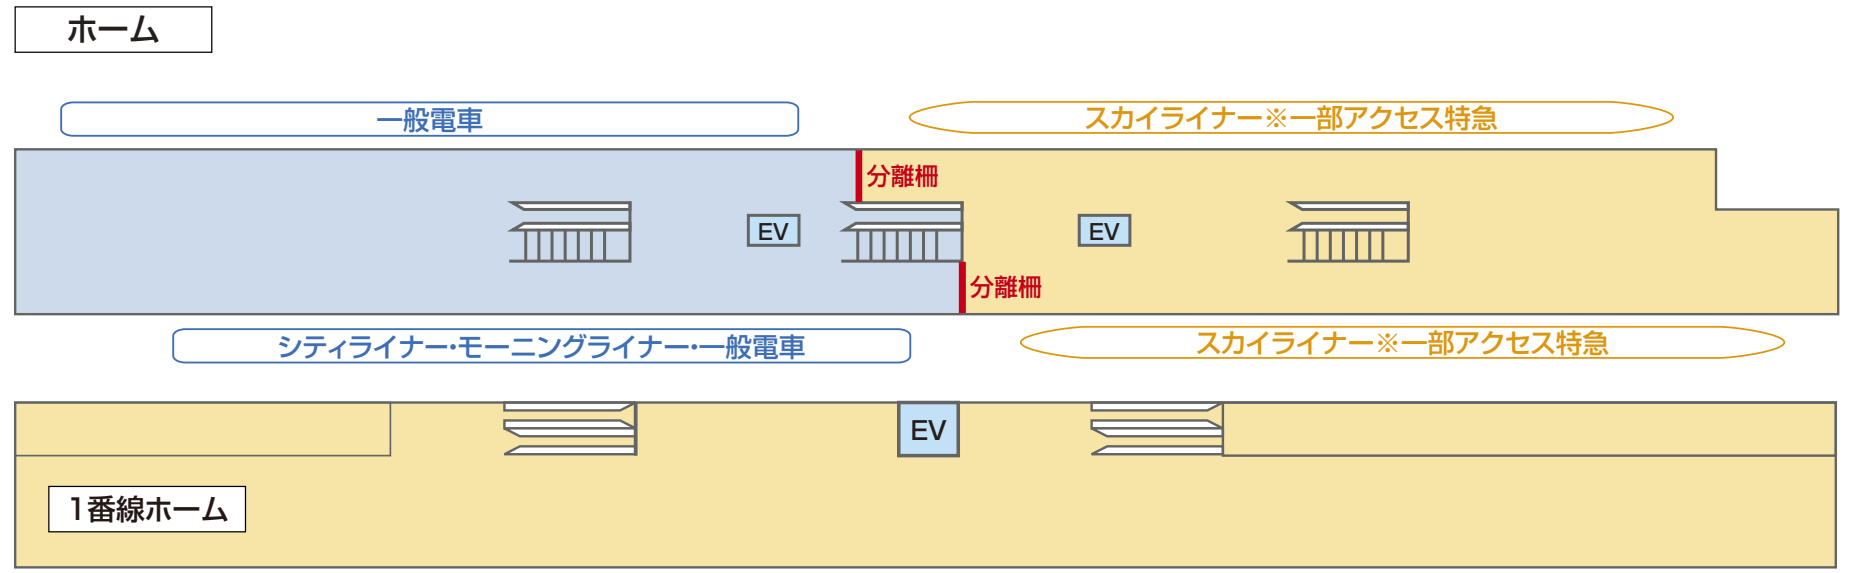 ホーム
一般電車
スカイライナー※一部アクセス特急
分離柵
EV
EV
分離柵
シティライナー・モーニングライナー・一般電車
スカイライナー※一部アクセス特急
EV
1番線ホーム